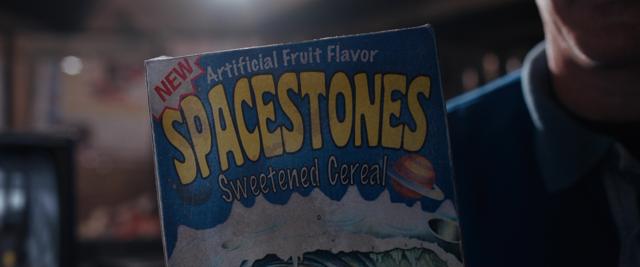 NEW
Artificial Fruit Flavor
SPACESTONES
Sweetened Cereal